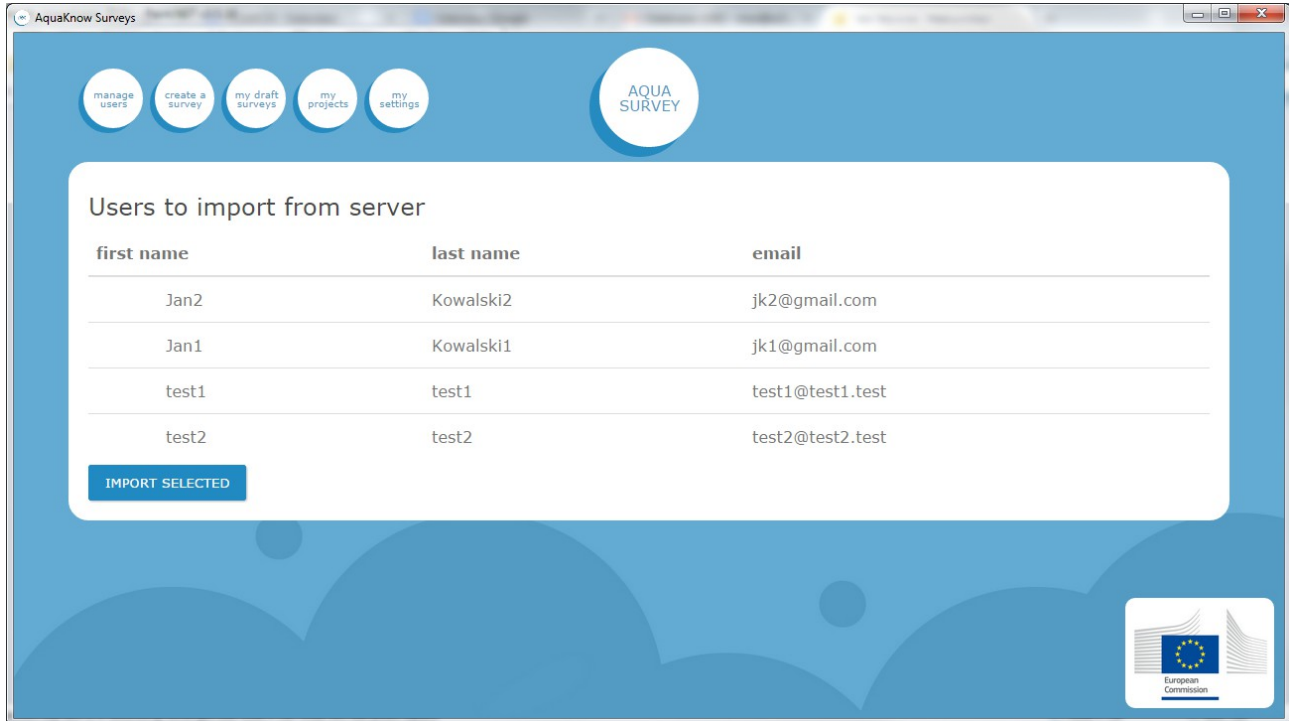 AquaKnow Surveys
manage
users
create a
survey
my draft
surveys
my
projects
my
settings
AQUA
SURVEY
Users to import from server
first name last name email
Jan2 Kowalski2 jk2@gmail.com
Jan1 Kowalski1 jk1@gmail.com
test1 test1 test1@test1.test
test2 test2 test2@test2.test
IMPORT SELECTED
European
Commission